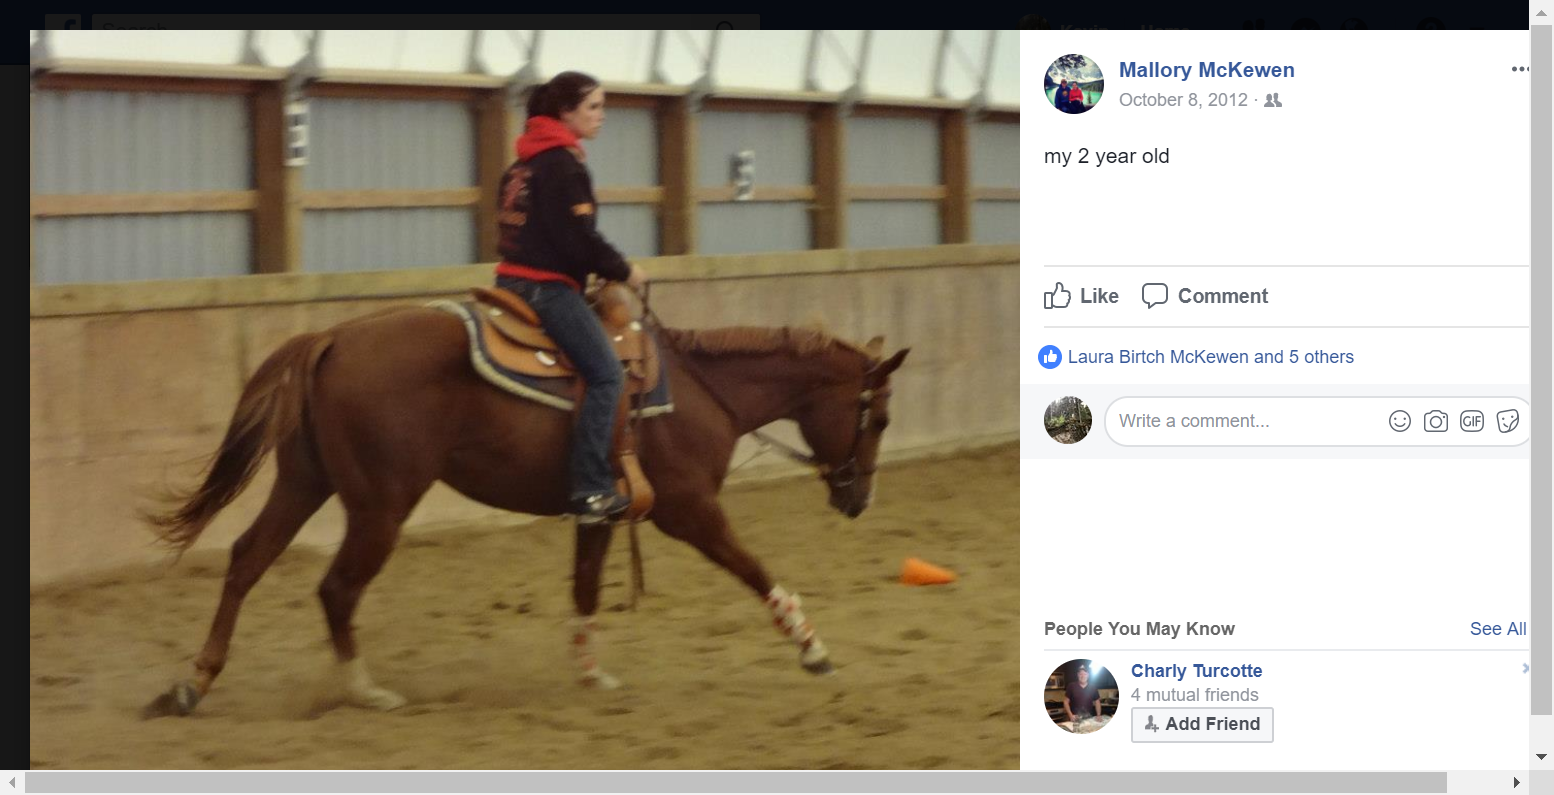 Search
Mallory McKewen
October 8, 2012 ·
my 2 year old
Like Comment
Laura Birtch McKewen and 5 others
Write a comment...
GIF
People You May Know
See All
Charly Turcotte
4 mutual friends
Add Friend